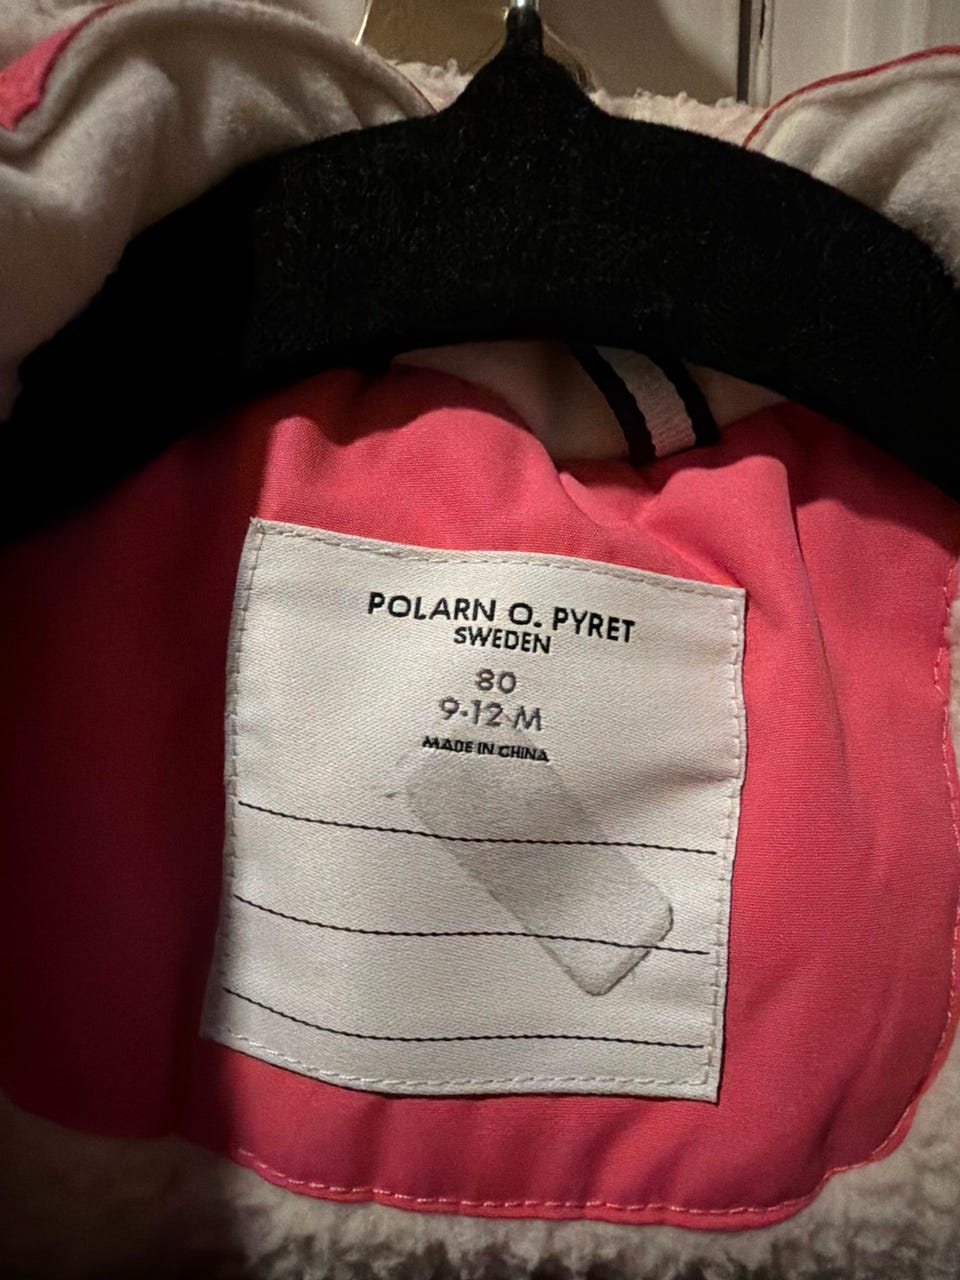 POLARN O. PYRET
SWEDEN
80
9-12 M
MADE IN CHINA